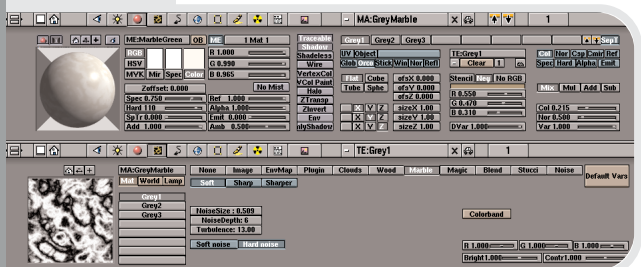 MA:GreyMarble
1
ME:MarbleGreen OB ME 1 Mat 1
RGB R 1.000
HSV G 0.990
MVK Mir Spec Color B 0.965
Zoffset: 0.000 No Mist
Spec 0.750 Ref 1.000
Hard 110 Alpha 1.000
SpTr 0.000 Emit 0.000
Add 1.000 Amb 0.500
Traceable
Shadow
Shadeless
Wire
VertexCol
VCol Paint
Halo
ZTransp
ZInvert
Env
nlyShadow
Grey1 Grey2 Grey3 SepT
UV Object
Glob Orco Stick Win Nor Refl
Flat Cube ofsX 0.000
Tube Sphe ofsY 0.000
ofsZ 0.000
X Y Z sizeX 1.00
X Y Z sizeY 1.00
X Y Z sizeZ 1.00
TE:Grey1
Clear 1
Stencil Neg No RGB
R 0.550
G 0.470
B 0.310
DVar 1.000
Col Nor Csp Cmir Ref
Spec Hard Alpha Emit
Mix Mul Add Sub
Col 0.215
Nor 0.500
Var 1.000
TE:Grey1
1
MA:GreyMarble
Mat World Lamp
Grey1
Grey2
Grey3
None Image EnvMap Plugin Clouds Wood Marble Magic Blend Stucci Noise Default Vars
Soft Sharp Sharper
NoiseSize : 0.509
NoiseDepth: 6
Turbulence: 13.00
Soft noise Hard noise
Colorband
R 1.000 G 1.000 B 1.000
Bright1.000 Contr1.000